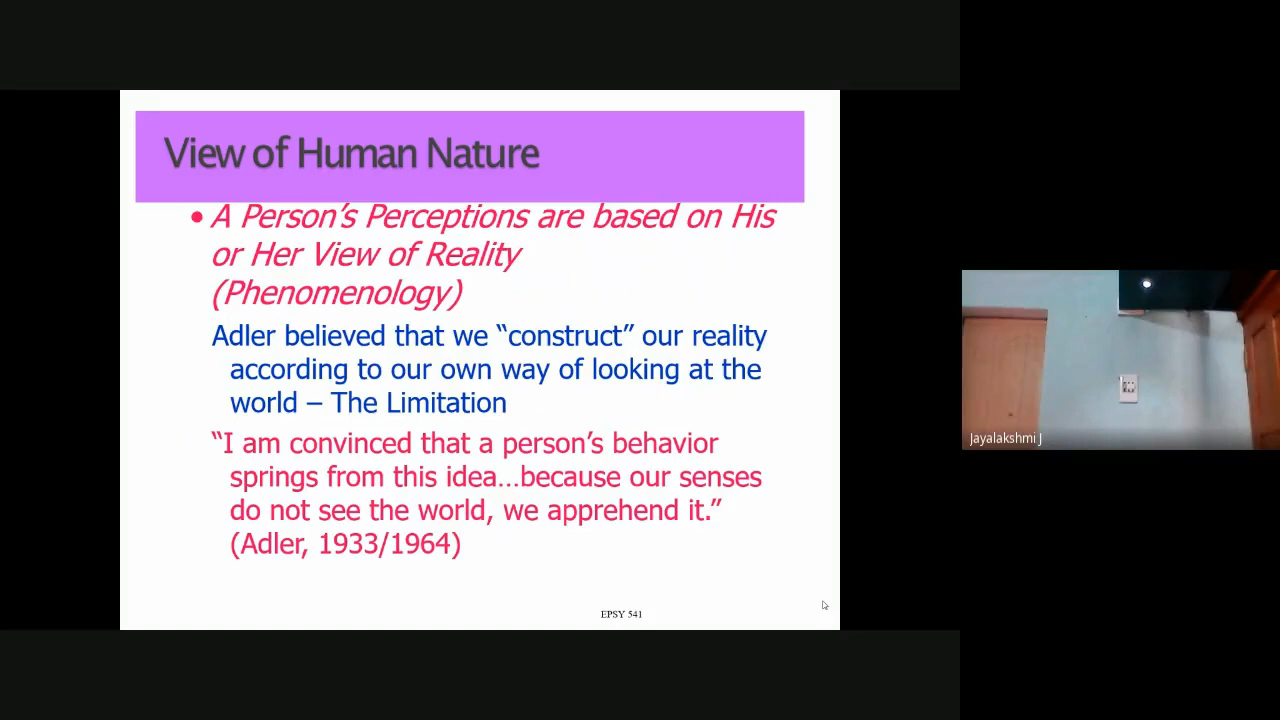 View of Human Nature
• A Person's Perceptions are based on His
or Her View of Reality
(Phenomenology)
Adler believed that we “construct” our reality
according to our own way of looking at the
world – The Limitation
“I am convinced that a person’s behavior
springs from this idea…because our senses
do not see the world, we apprehend it.”
(Adler, 1933/1964)
EPSY 541
Jayalakshmi J